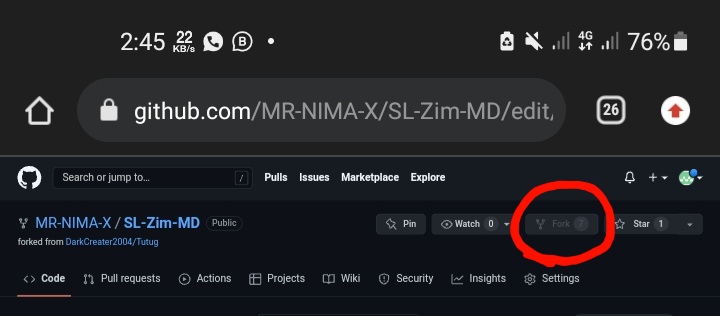 2:45 22 KB/s B 4G 76%
github.com/MR-NIMA-X/SL-Zim-MD/edit, 26
Search or jump to... / Pulls Issues Marketplace Explore
MR-NIMA-X / SL-Zim-MD Public Pin Watch 0 Fork 7 Star 1
forked from DarkCreater2004/Tutug
Code Pull requests Actions Projects Wiki Security Insights Settings